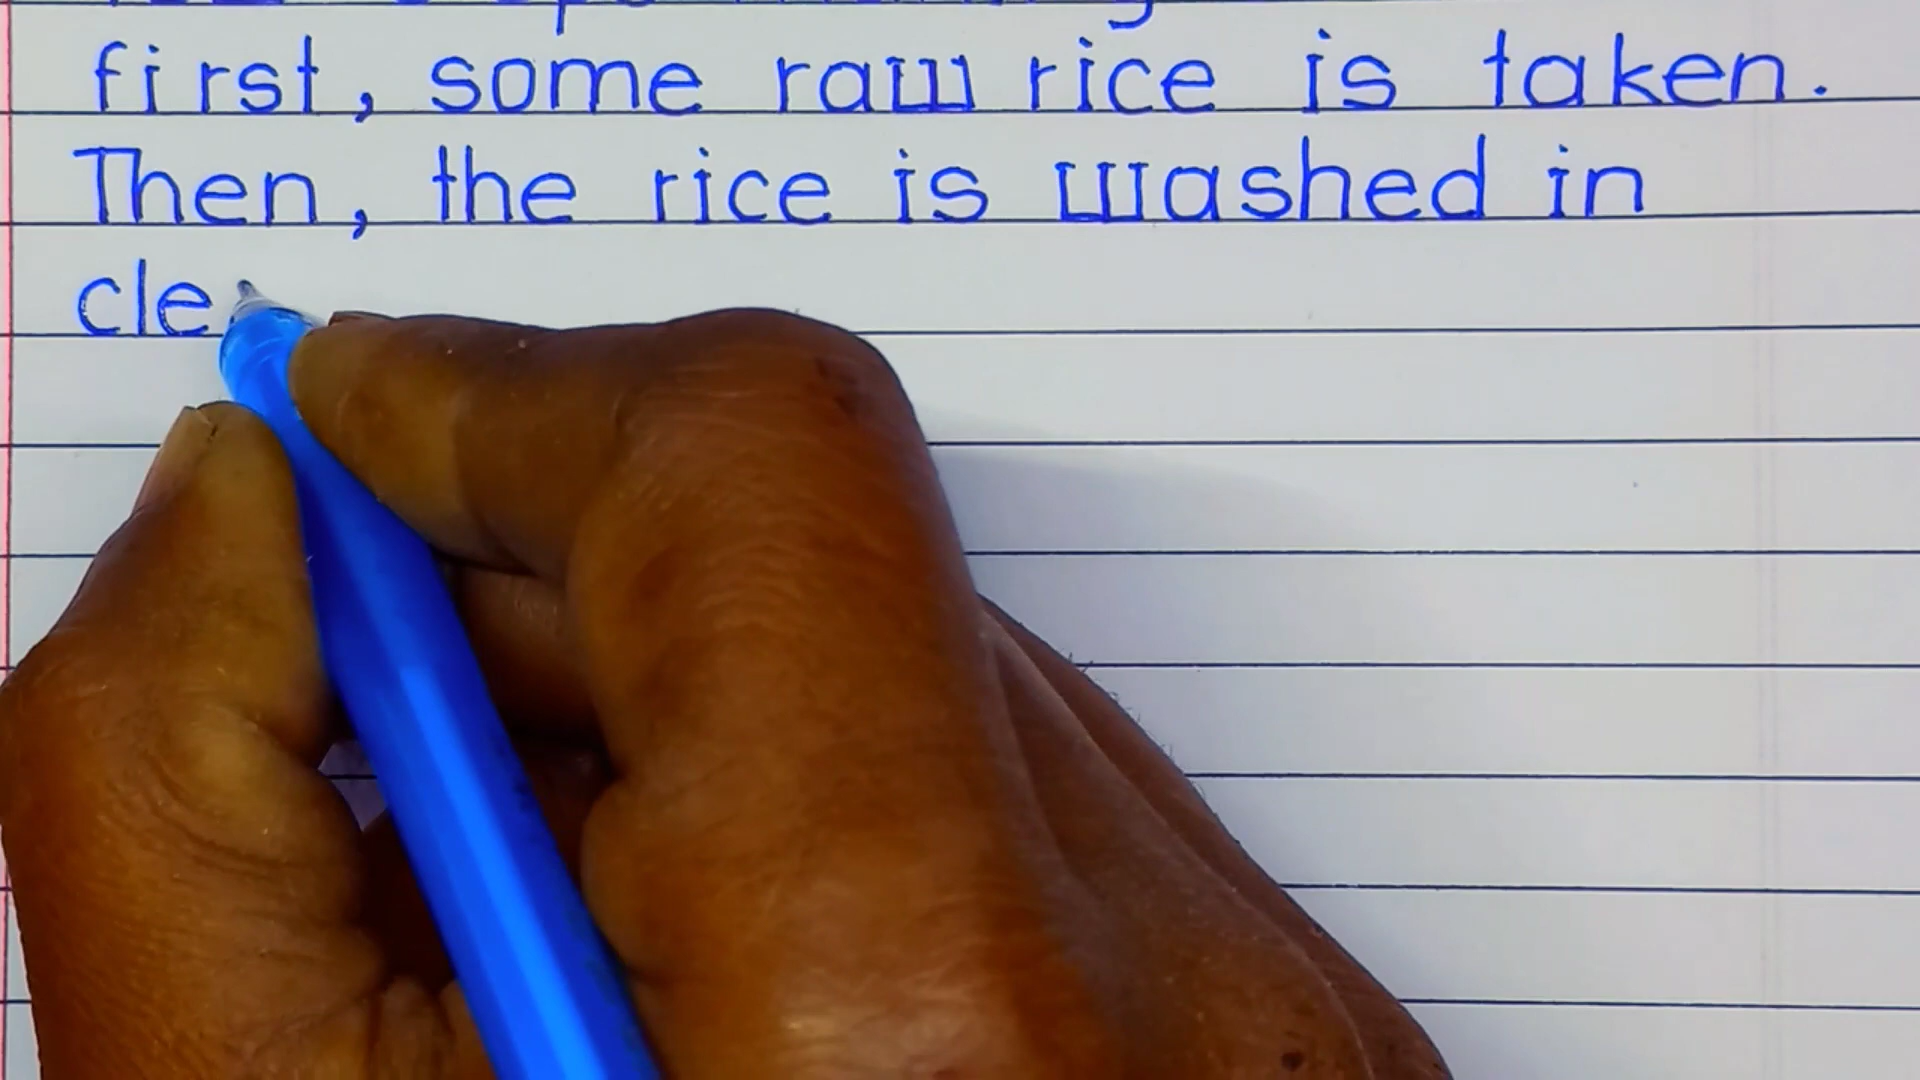 first, some raw rice is taken.
Then, the rice is washed in
cle